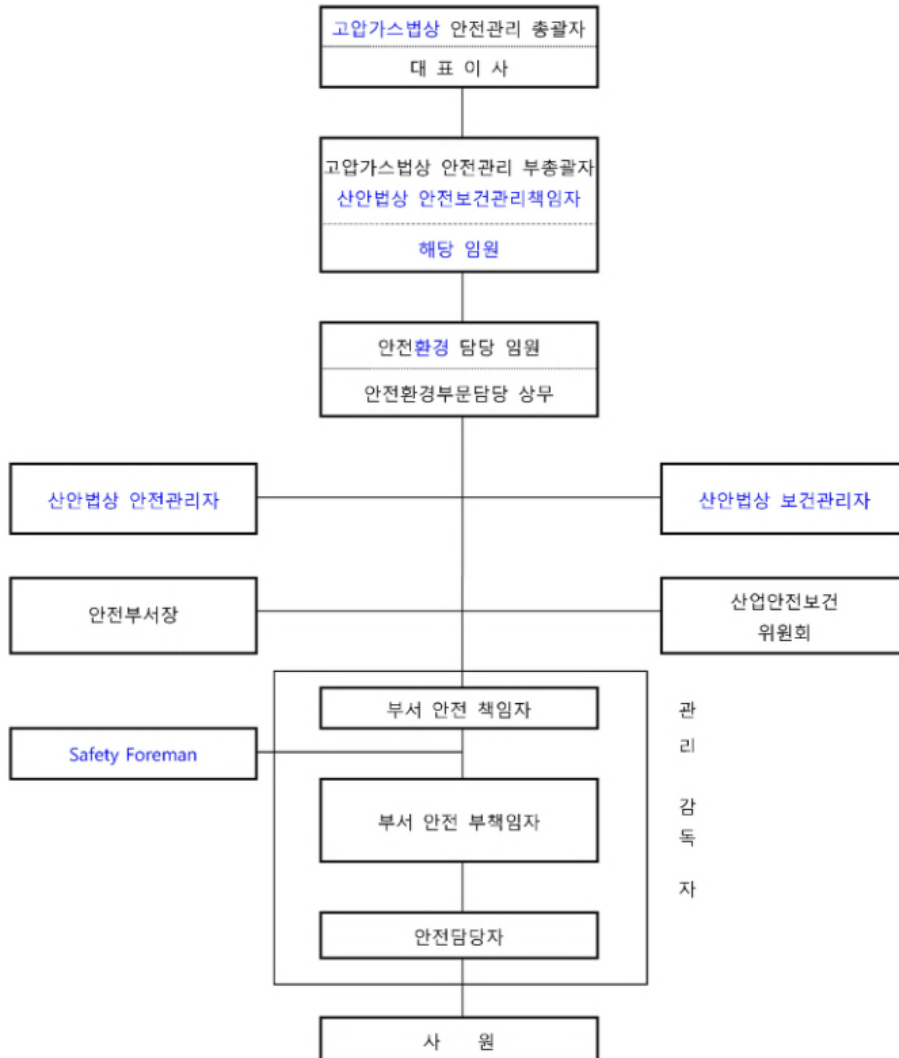 고압가스법상 안전관리 총괄자
대 표 이 사
고압가스법상 안전관리 부총괄자
산안법상 안전보건관리책임자
해당 임원
안전환경 담당 임원
안전환경부문담당 상무
산안법상 안전관리자
산안법상 보건관리자
안전부서장
산업안전보건
위원회
부서 안전 책임자
관
리
감
독
자
Safety Foreman
부서 안전 부책임자
안전담당자
사 원